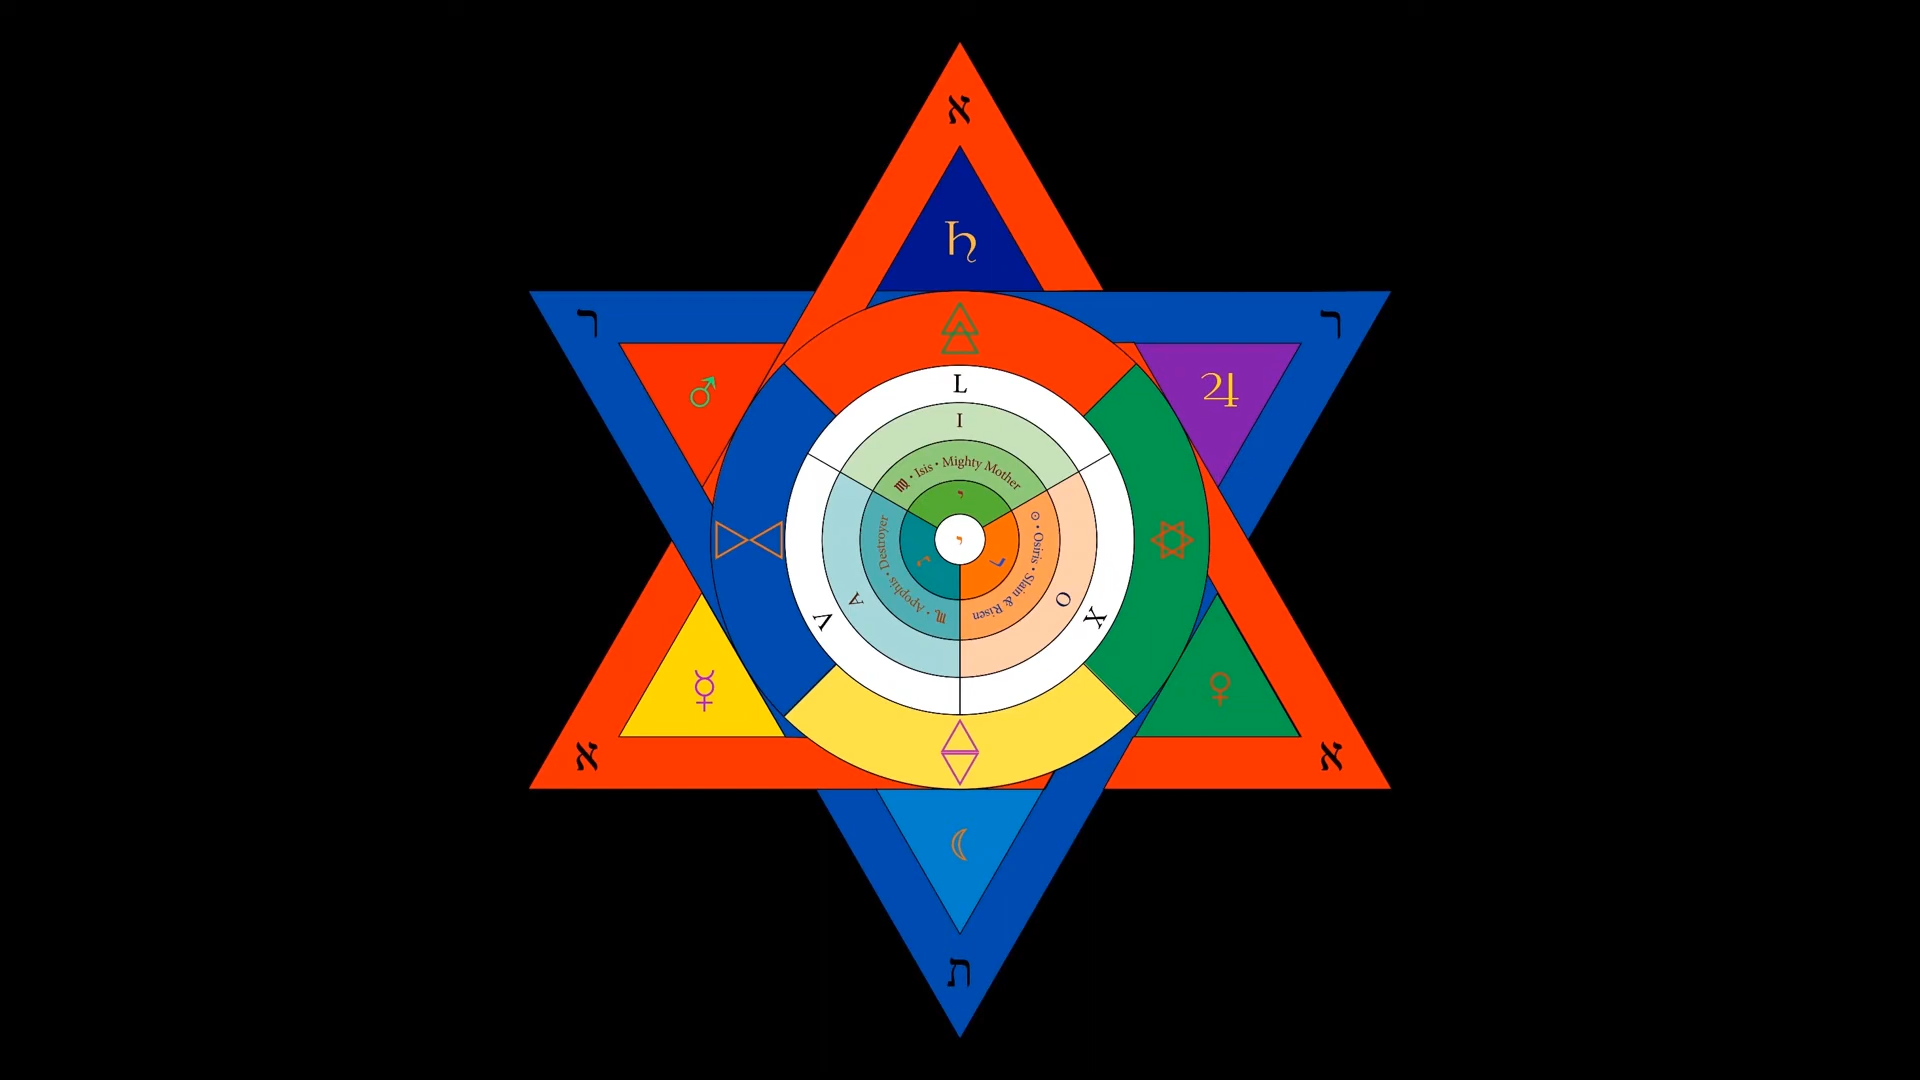 א
♄
ר
ר
♂
♃
L
I
♍ • Isis • Mighty Mother
י
☉ • Osiris • Slain & Risen
ר
♏ • Apophis • Destroyer
נ
י
A
O
V
X
☿
♀
א
א
☾
ת